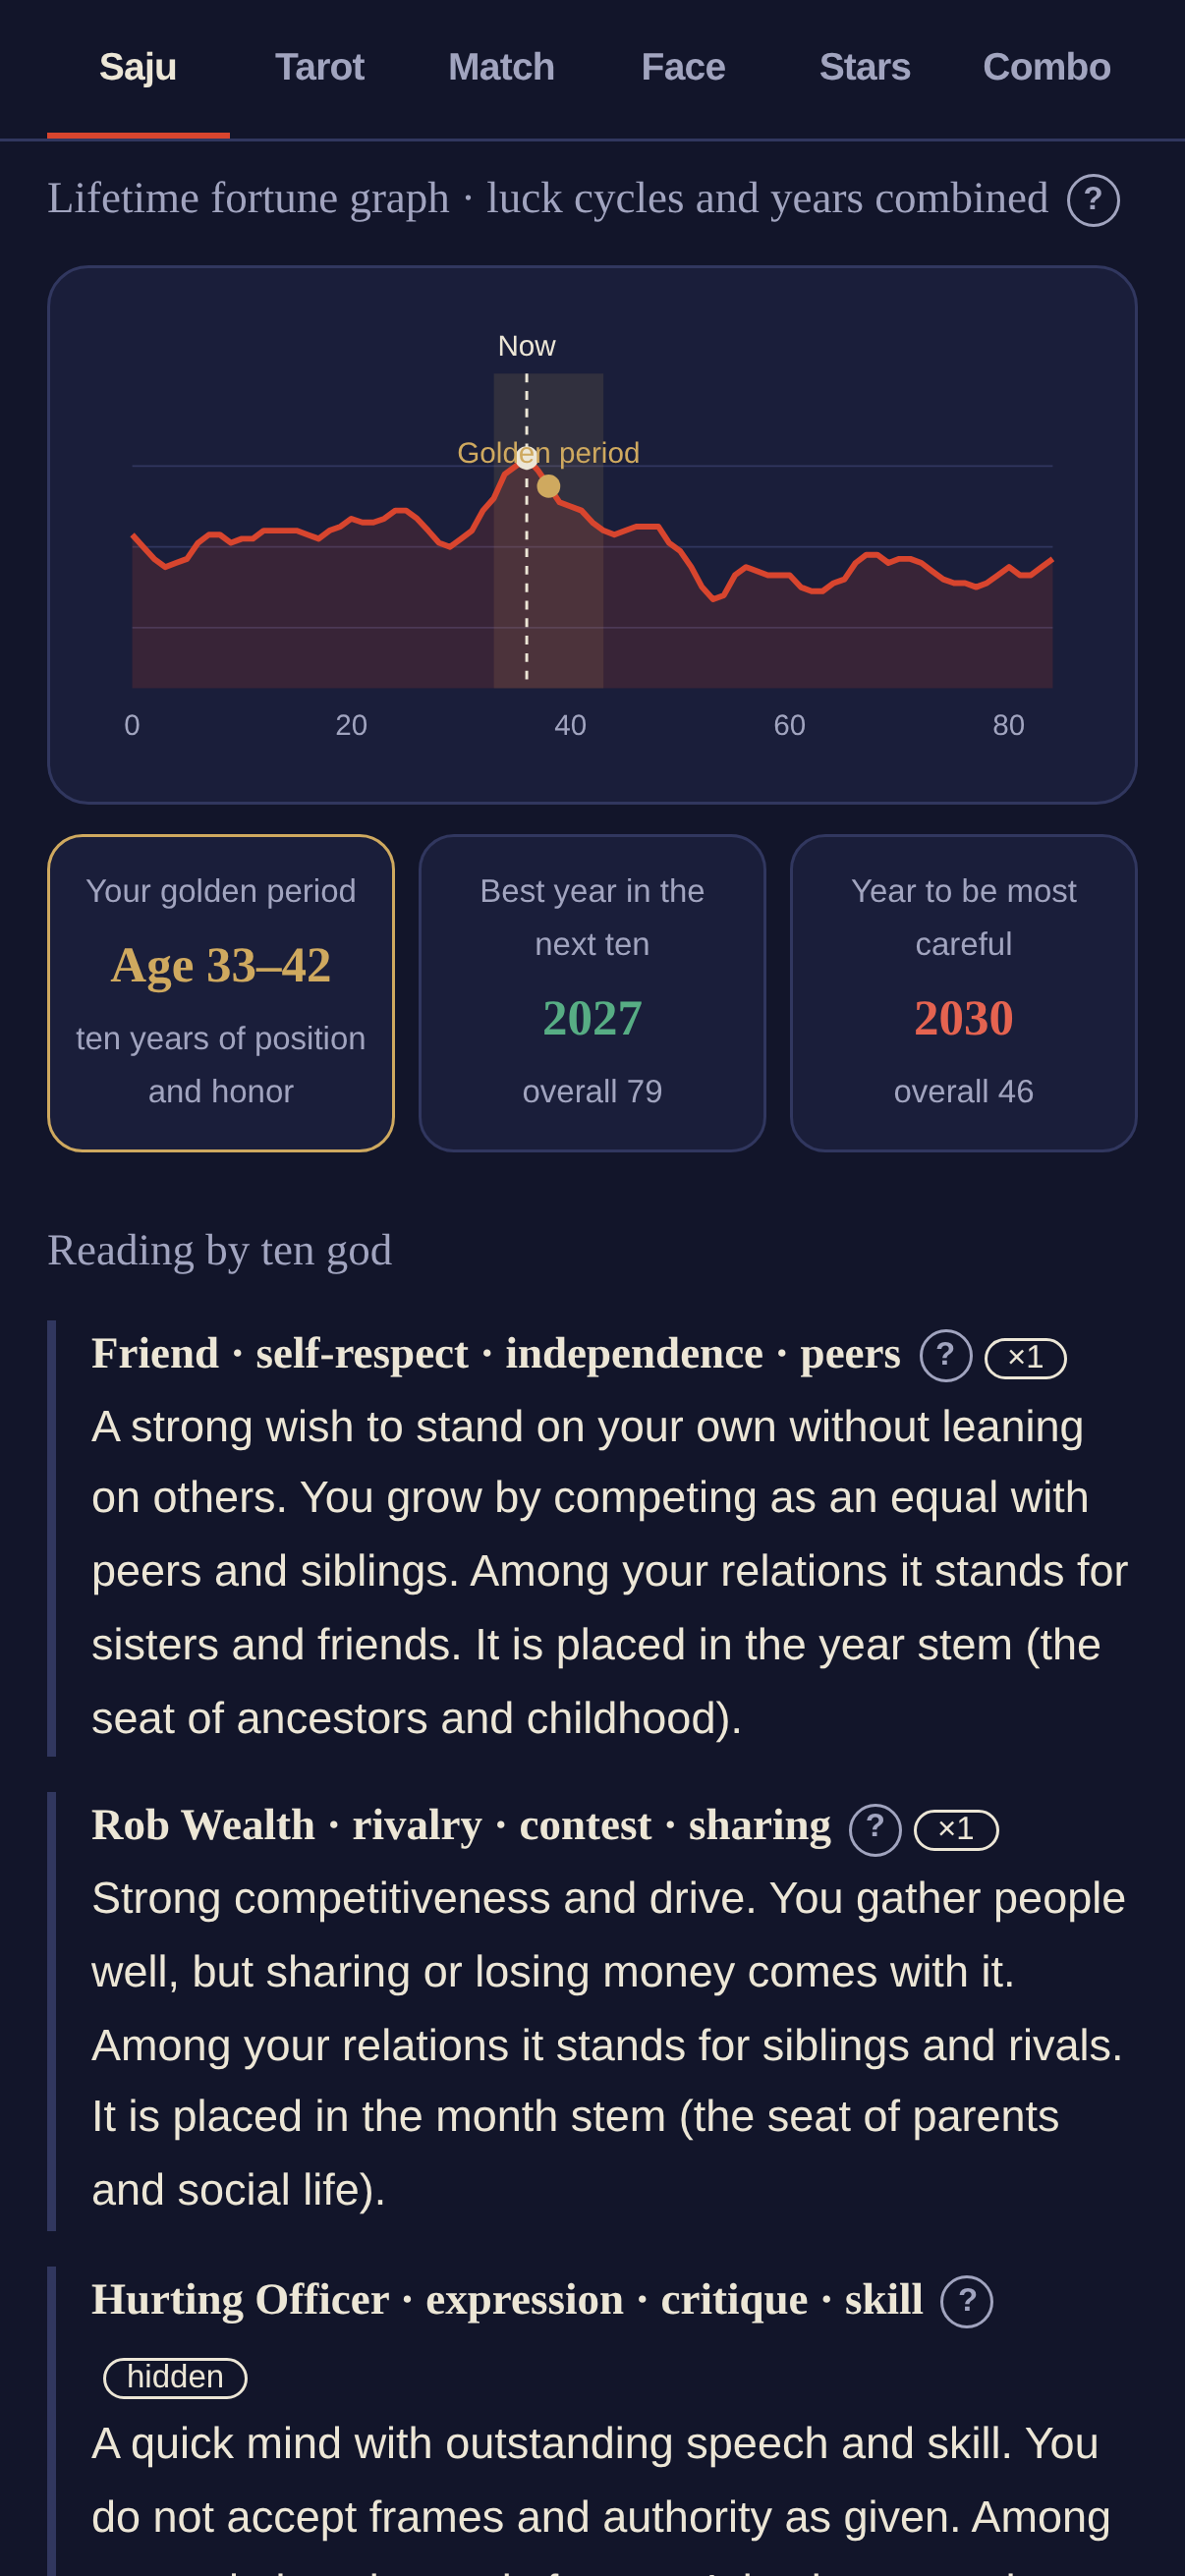 Saju Tarot Match Face Stars Combo
Lifetime fortune graph · luck cycles and years combined ?
Now
Golden period
0 20 40 60 80
Your golden period
Age 33–42
ten years of position
and honor
Best year in the
next ten
2027
overall 79
Year to be most
careful
2030
overall 46
Reading by ten god
Friend · self-respect · independence · peers ? ×1
A strong wish to stand on your own without leaning
on others. You grow by competing as an equal with
peers and siblings. Among your relations it stands for
sisters and friends. It is placed in the year stem (the
seat of ancestors and childhood).
Rob Wealth · rivalry · contest · sharing ? ×1
Strong competitiveness and drive. You gather people
well, but sharing or losing money comes with it.
Among your relations it stands for siblings and rivals.
It is placed in the month stem (the seat of parents
and social life).
Hurting Officer · expression · critique · skill ?
hidden
A quick mind with outstanding speech and skill. You
do not accept frames and authority as given. Among